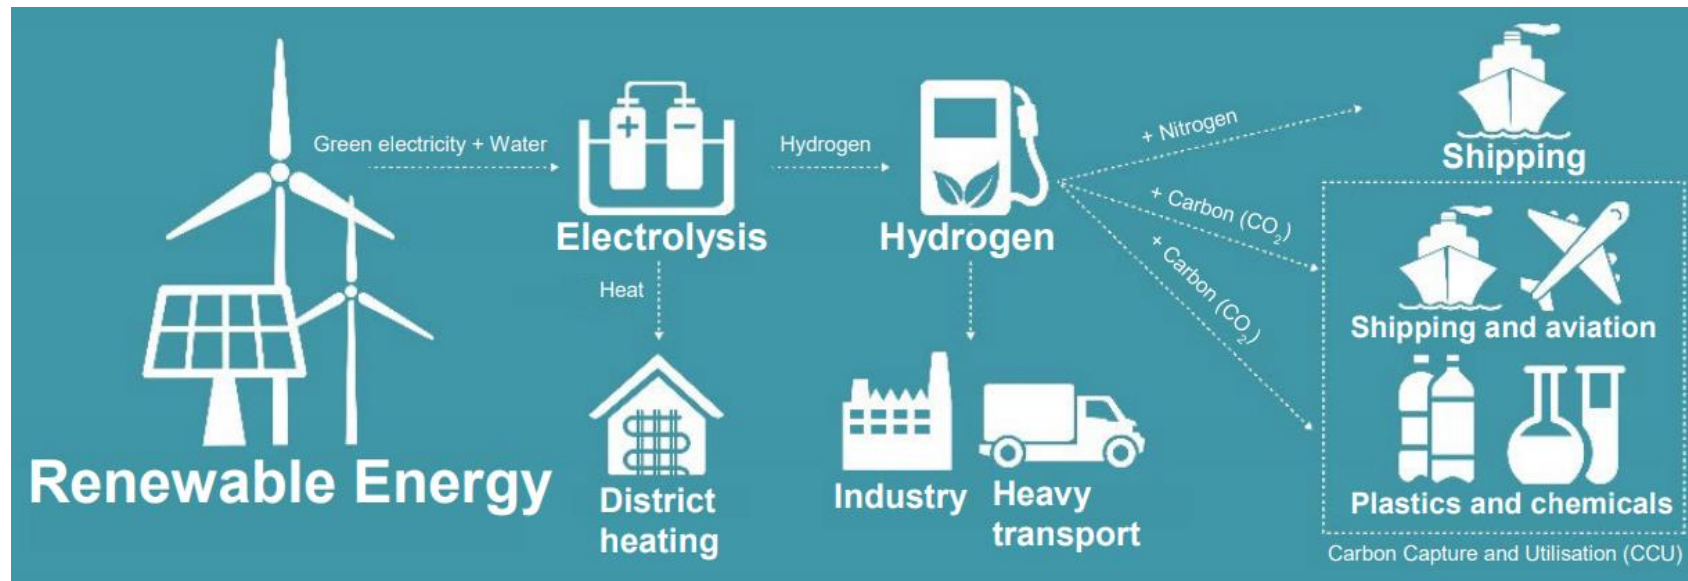 Green electricity + Water
Hydrogen
+ Nitrogen
Shipping
+ Carbon (CO₂)
+ Carbon (CO₂)
Electrolysis
Hydrogen
Heat
Shipping and aviation
Renewable Energy
District
heating
Industry
Heavy
transport
Plastics and chemicals
Carbon Capture and Utilisation (CCU)